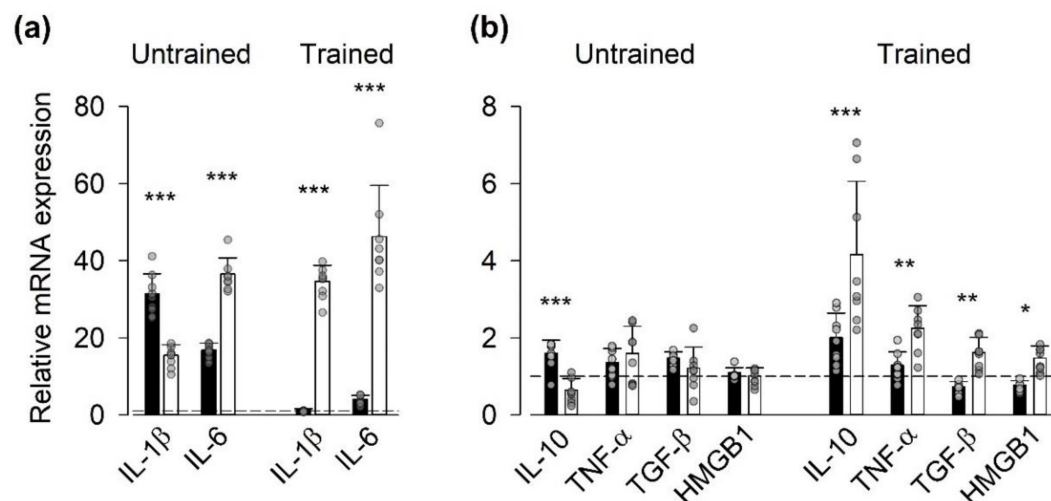 (a)
Untrained Trained
Relative mRNA expression
80
60
40
20
0
*** *** *** ***
IL-1β IL-6 IL-1β IL-6
(b)
Untrained Trained
8
6
4
2
0
*** *** ** ** *
IL-10 TNF-α TGF-β HMGB1 IL-10 TNF-α TGF-β HMGB1